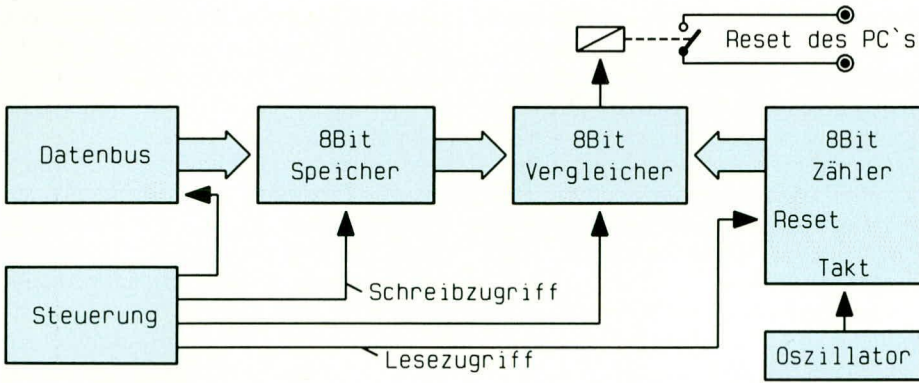 Reset des PC`s
Datenbus
8Bit
Speicher
8Bit
Vergleicher
8Bit
Zähler
Reset
Takt
Steuerung
Schreibzugriff
Lesezugriff
Oszillator